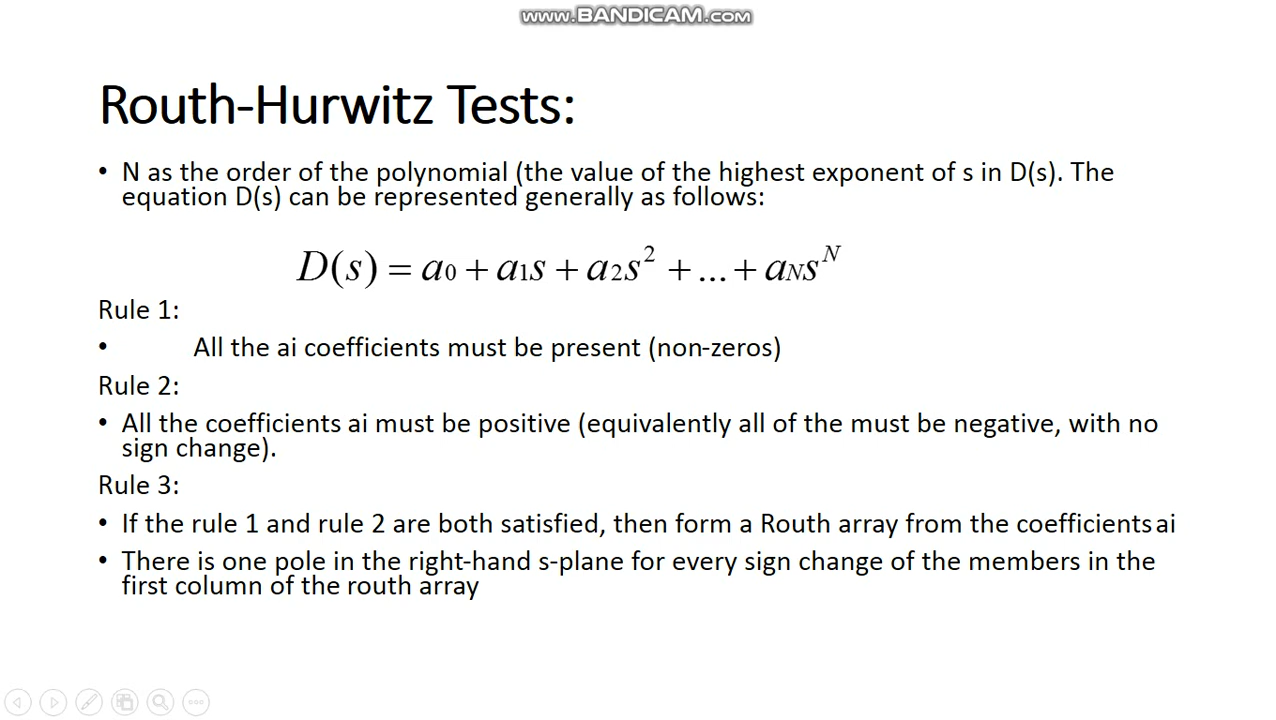 www.BANDICAM.com
Routh-Hurwitz Tests:
• N as the order of the polynomial (the value of the highest exponent of s in D(s). The
equation D(s) can be represented generally as follows:
D(s) = a₀ + a₁s + a₂s² + ... + a_N s^N
Rule 1:
• All the ai coefficients must be present (non-zeros)
Rule 2:
• All the coefficients ai must be positive (equivalently all of the must be negative, with no
sign change).
Rule 3:
• If the rule 1 and rule 2 are both satisfied, then form a Routh array from the coefficients ai
• There is one pole in the right-hand s-plane for every sign change of the members in the
first column of the routh array